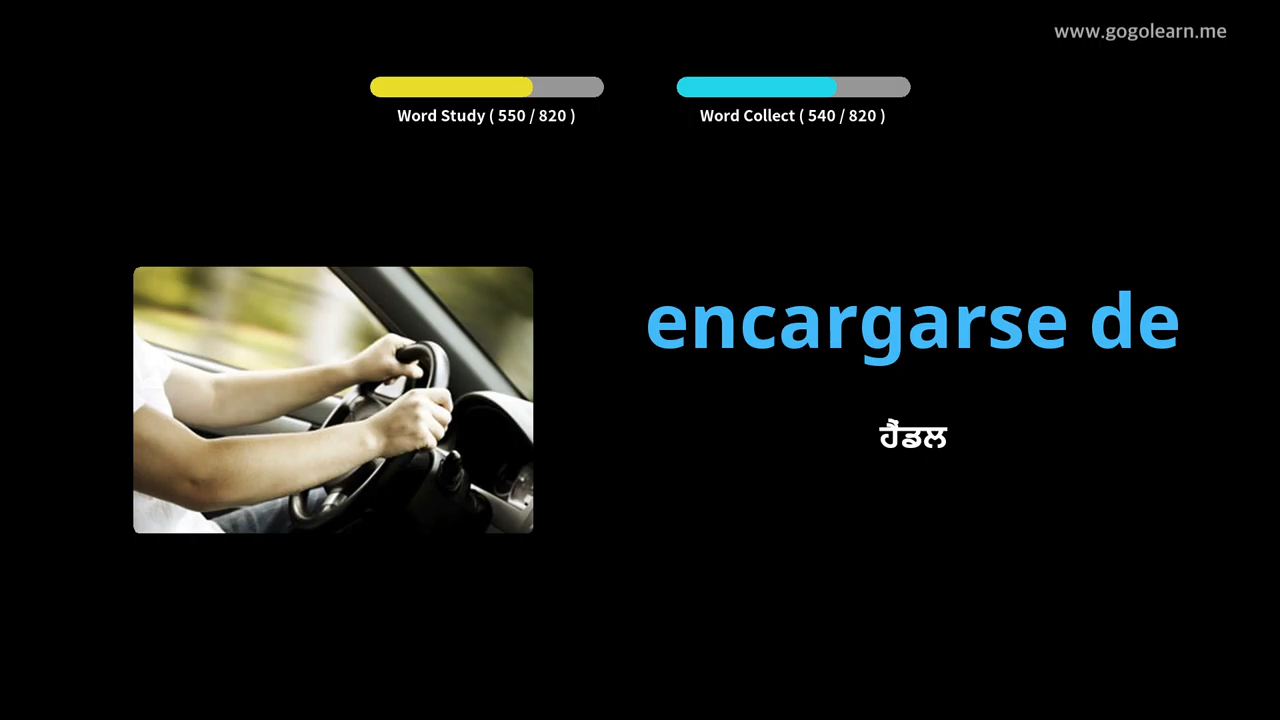 www.gogolearn.me
Word Study ( 550 / 820 )
Word Collect ( 540 / 820 )
encargarse de
ਹੈਂਡਲ